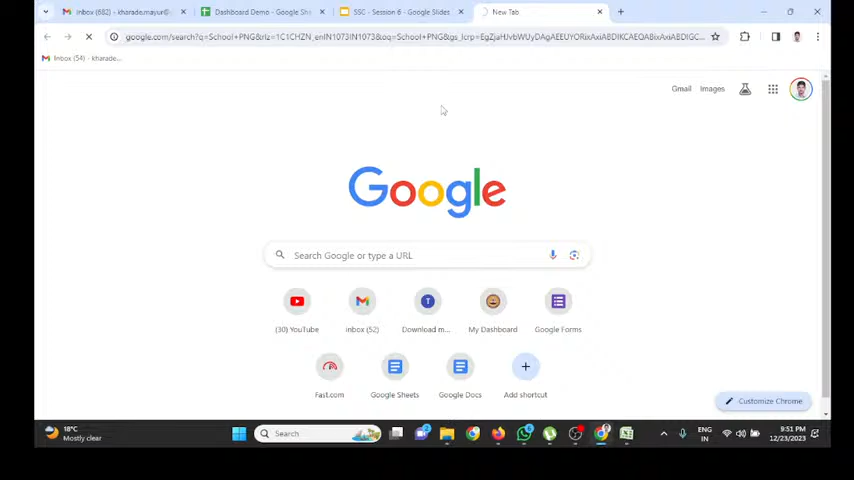 inbox (682) - kharade.mayur@
Dashboard Demo - Google She
SSC - Session 6 - Google Slides
New Tab
google.com/search?q=School+PNG&rlz=1C1CHZN_enIN1073IN1073&oq=School+PNG&gs_lcrp=
Inbox (54) - kharade...
Gmail
Images
Google
Search Google or type a URL
(30) YouTube
inbox (52)
Download m...
My Dashboard
Google Forms
Fast.com
Google Sheets
Google Docs
Add shortcut
Customize Chrome
18°C
Mostly clear
Search
ENG
IN
9:51 PM
12/23/2023